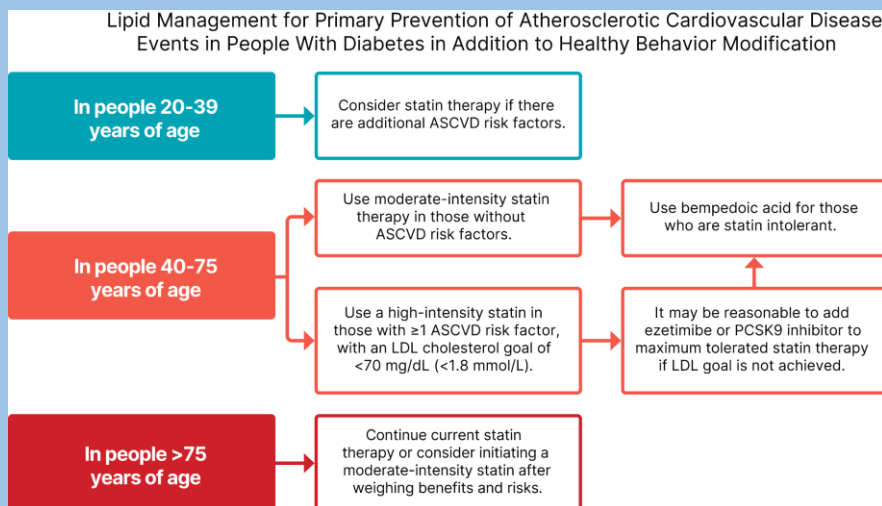 Lipid Management for Primary Prevention of Atherosclerotic Cardiovascular Disease
Events in People With Diabetes in Addition to Healthy Behavior Modification
In people 20-39
years of age
Consider statin therapy if there
are additional ASCVD risk factors.
In people 40-75
years of age
Use moderate-intensity statin
therapy in those without
ASCVD risk factors.
Use bempedoic acid for those
who are statin intolerant.
Use a high-intensity statin in
those with ≥1 ASCVD risk factor,
with an LDL cholesterol goal of
<70 mg/dL (<1.8 mmol/L).
It may be reasonable to add
ezetimibe or PCSK9 inhibitor to
maximum tolerated statin therapy
if LDL goal is not achieved.
In people >75
years of age
Continue current statin
therapy or consider initiating a
moderate-intensity statin after
weighing benefits and risks.